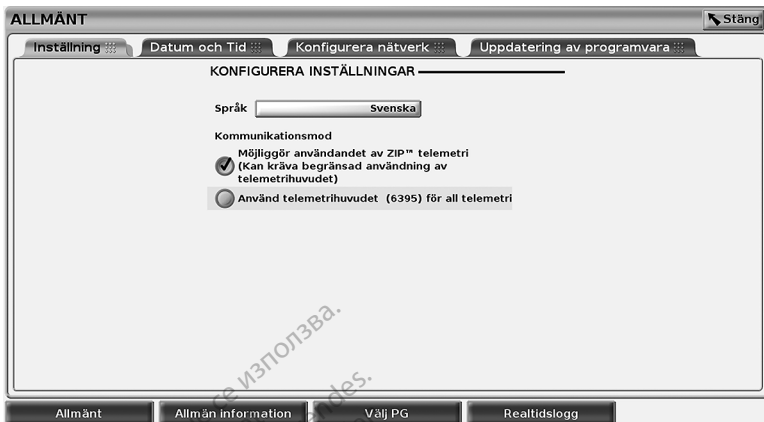 ALLMÄNT
Stäng
Inställning
Datum och Tid
Konfigurera nätverk
Uppdatering av programvara
KONFIGURERA INSTÄLLNINGAR
Språk
Svenska
Kommunikationsmod
Möjliggör användandet av ZIP™ telemetri
(Kan kräva begränsad användning av
telemetrihuvudet)
Använd telemetrihuvudet (6395) för all telemetri
се използва.
endes.
Allmänt
Allmän information
Välj PG
Realtidslogg